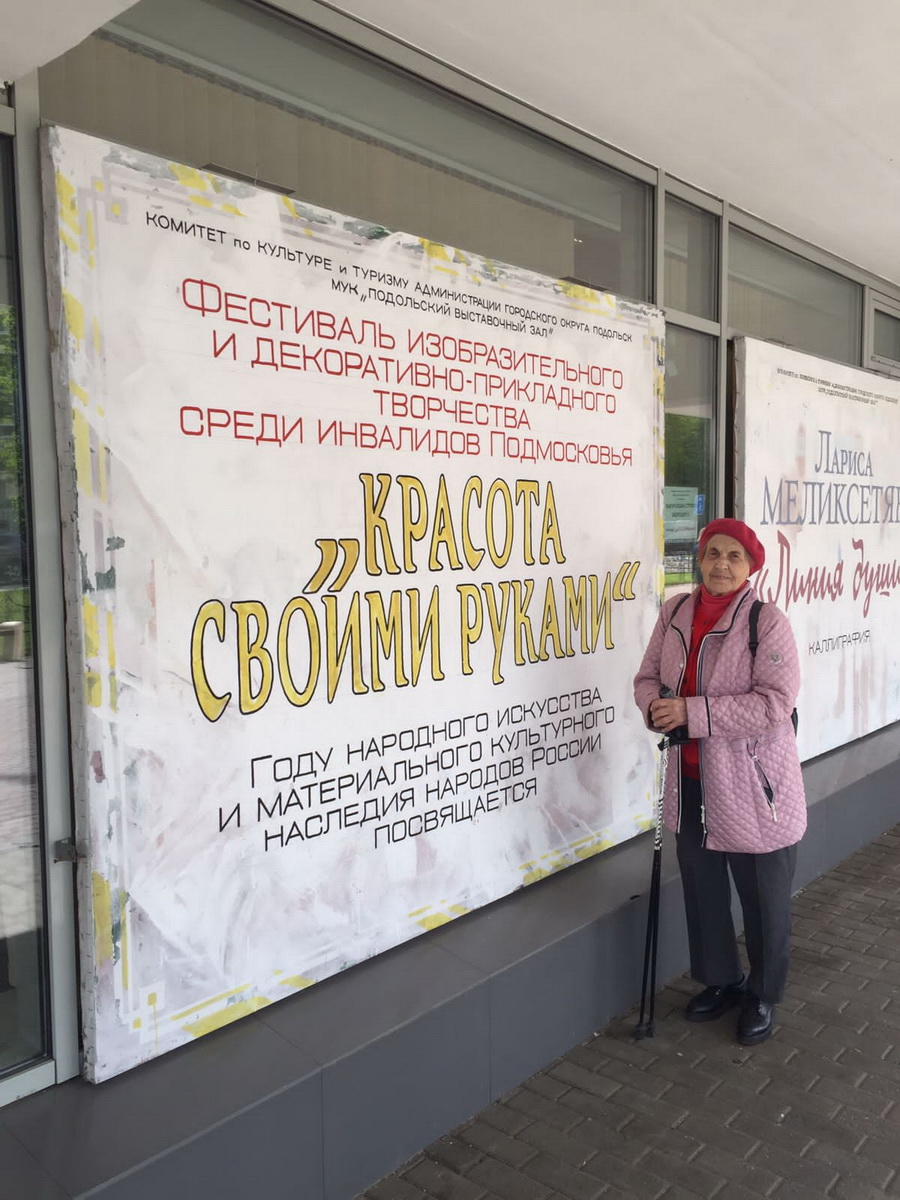 КОМИТЕТ по КУЛЬТУРЕ и ТУРИЗМУ АДМИНИСТРАЦИИ ГОРОДСКОГО ОКРУГА ПОДОЛЬСК
МУК „ПОДОЛЬСКИЙ ВЫСТАВОЧНЫЙ ЗАЛ"
ФЕСТИВАЛЬ ИЗОБРАЗИТЕЛЬНОГО
И ДЕКОРАТИВНО-ПРИКЛАДНОГО
ТВОРЧЕСТВА
СРЕДИ ИНВАЛИДОВ ПОДМОСКОВЬЯ
„КРАСОТА
СВОИМИ РУКАМИ“
ГОДУ НАРОДНОГО ИСКУССТВА
И МАТЕРИАЛЬНОГО КУЛЬТУРНОГО
НАСЛЕДИЯ НАРОДОВ РОССИИ
ПОСВЯЩАЕТСЯ
ЛАРИСА
МЕЛИКСЕТЯ
«Линия души
КАЛЛИГРАФИЯ